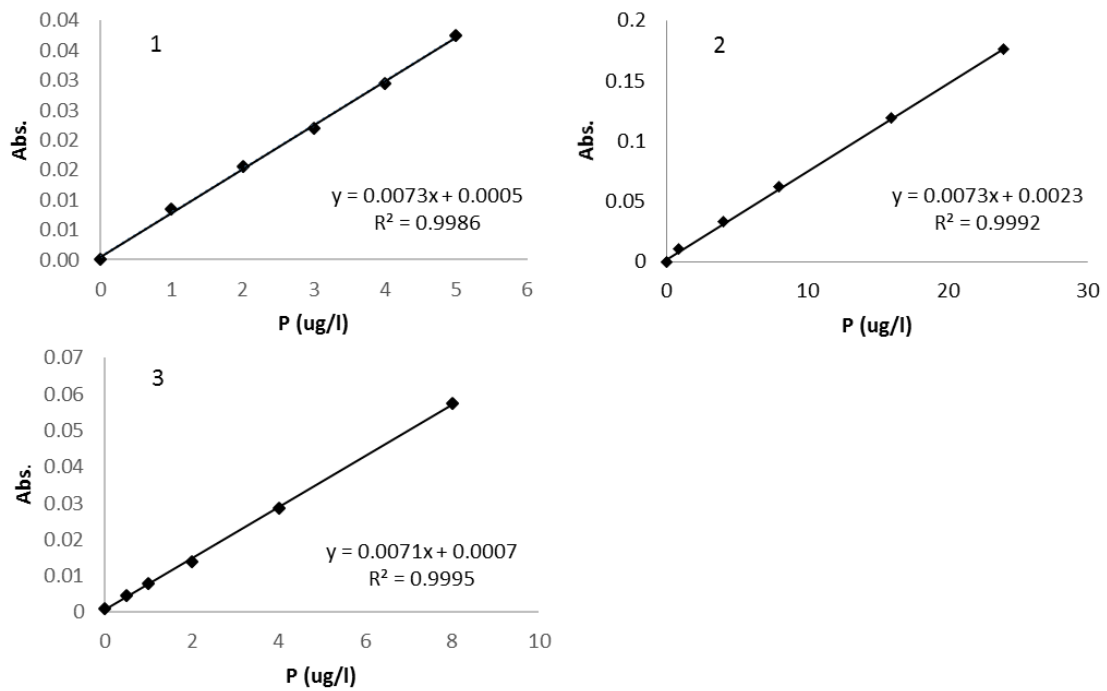 1
0.04
0.04
0.03
0.03
0.02
0.02
0.01
0.01
0.00
Abs.
y = 0.0073x + 0.0005
R² = 0.9986
0 1 2 3 4 5 6
P (ug/l)
2
0.2
0.15
0.1
0.05
0
Abs.
y = 0.0073x + 0.0023
R² = 0.9992
0 10 20 30
P (ug/l)
3
0.07
0.06
0.05
0.04
0.03
0.02
0.01
0
Abs.
y = 0.0071x + 0.0007
R² = 0.9995
0 2 4 6 8 10
P (ug/l)